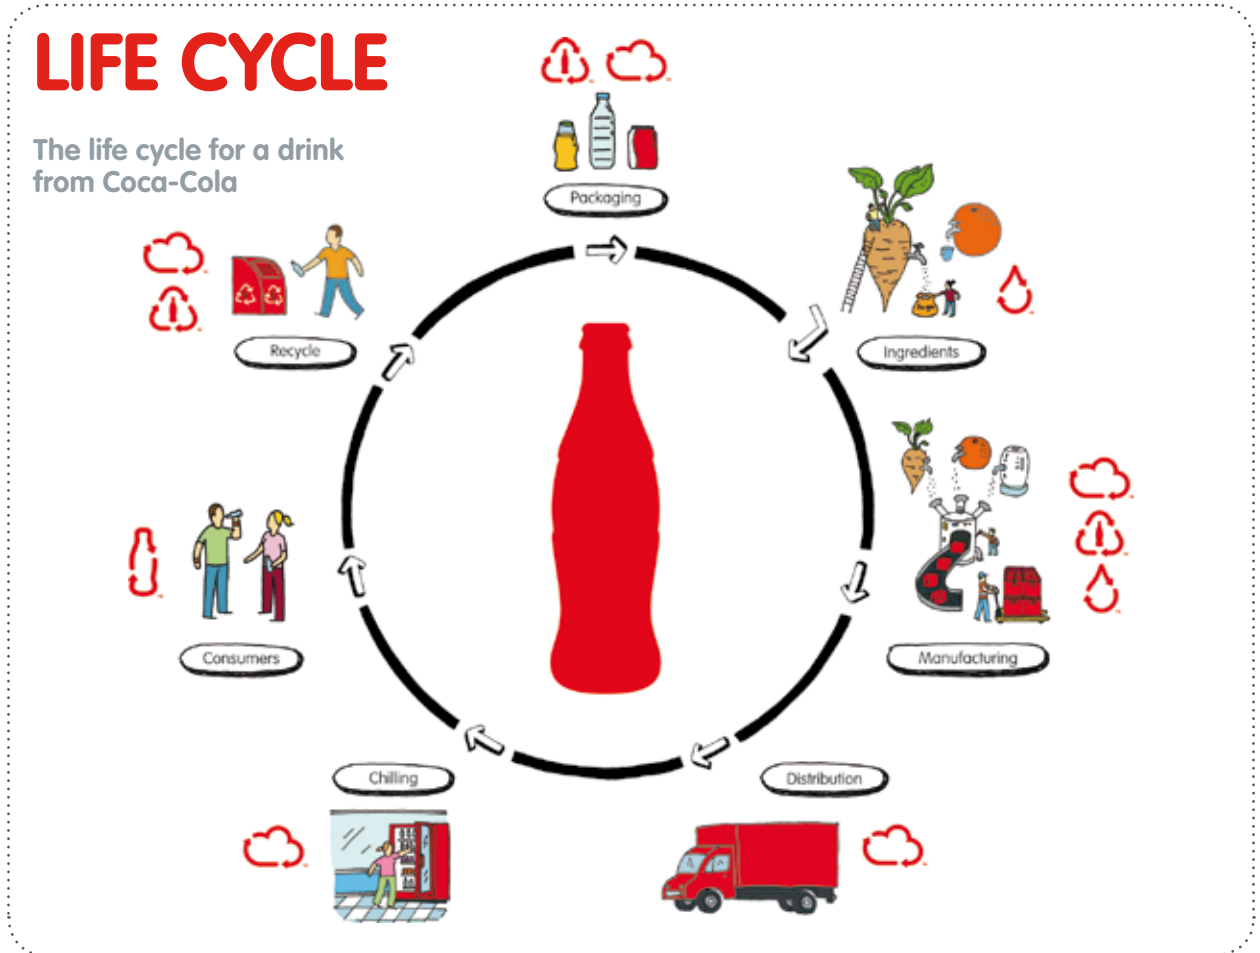 LIFE CYCLE
The life cycle for a drink
from Coca-Cola
Packaging
Ingredients
Manufacturing
Distribution
Chilling
Consumers
Recycle